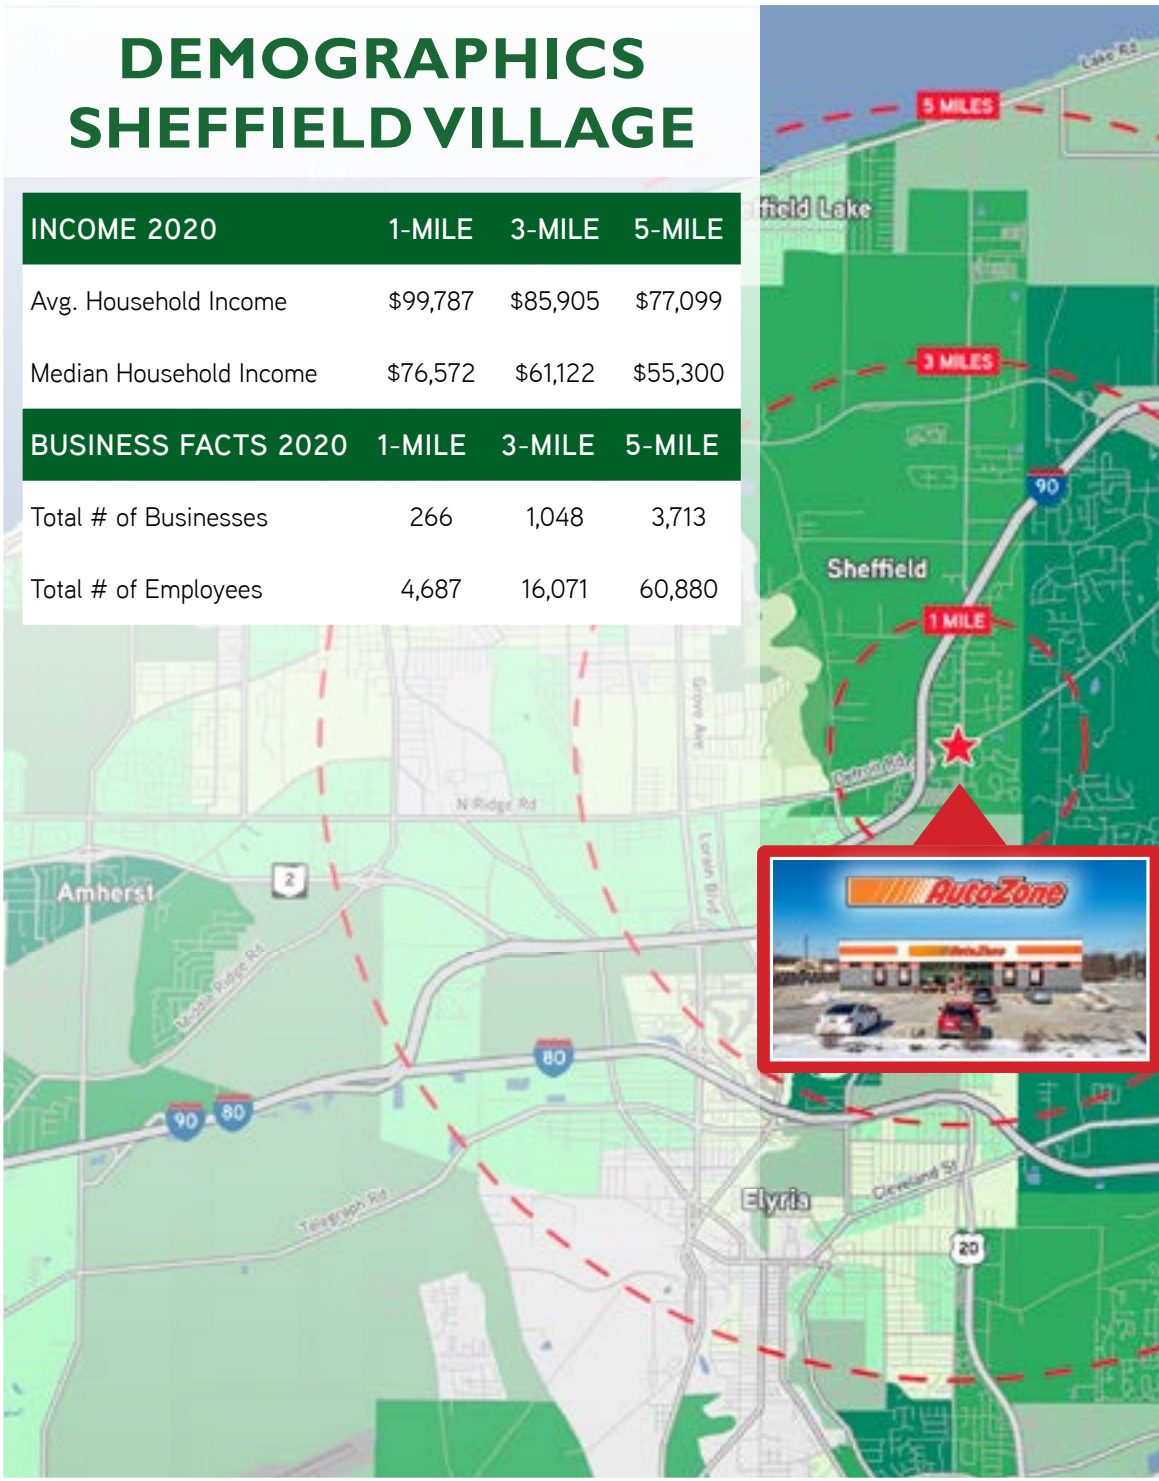 DEMOGRAPHICS
SHEFFIELD VILLAGE
INCOME 2020 1-MILE 3-MILE 5-MILE
Avg. Household Income $99,787 $85,905 $77,099
Median Household Income $76,572 $61,122 $55,300
BUSINESS FACTS 2020 1-MILE 3-MILE 5-MILE
Total # of Businesses 266 1,048 3,713
Total # of Employees 4,687 16,071 60,880
Lake Rd
5 MILES
ffield Lake
3 MILES
90
Sheffield
1 MILE
Grove Ave
Detroit Rd
N Ridge Rd
Lorain Blvd
2
Amherst
AutoZone
AutoZone
Middle Ridge Rd
80
90
80
Telegraph Rd
Elyria
Cleveland St
20